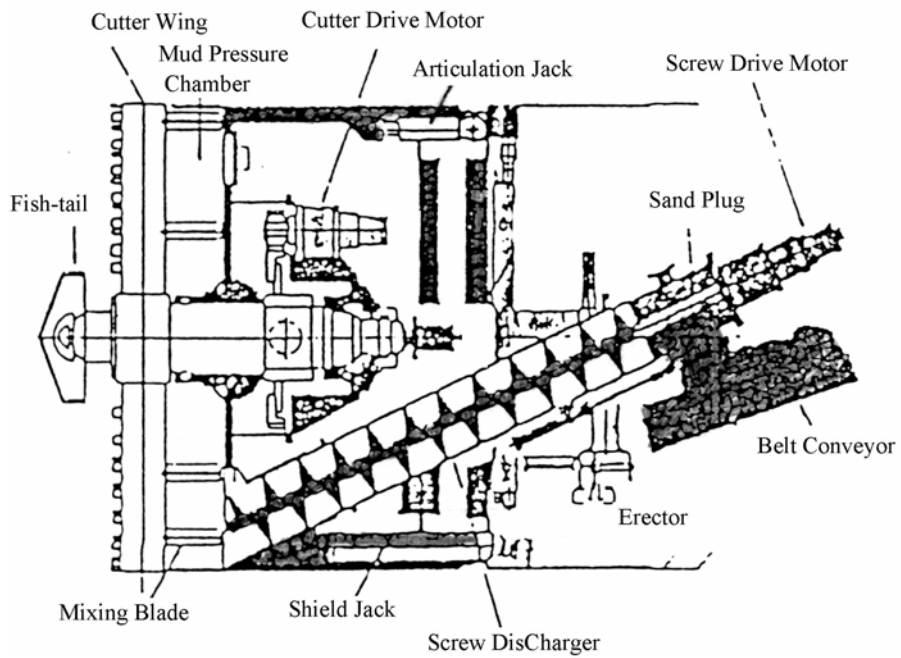 Cutter Wing
Cutter Drive Motor
Mud Pressure
Chamber
Articulation Jack
Screw Drive Motor
Fish-tail
Sand Plug
Belt Conveyor
Erector
Mixing Blade
Shield Jack
Screw DisCharger